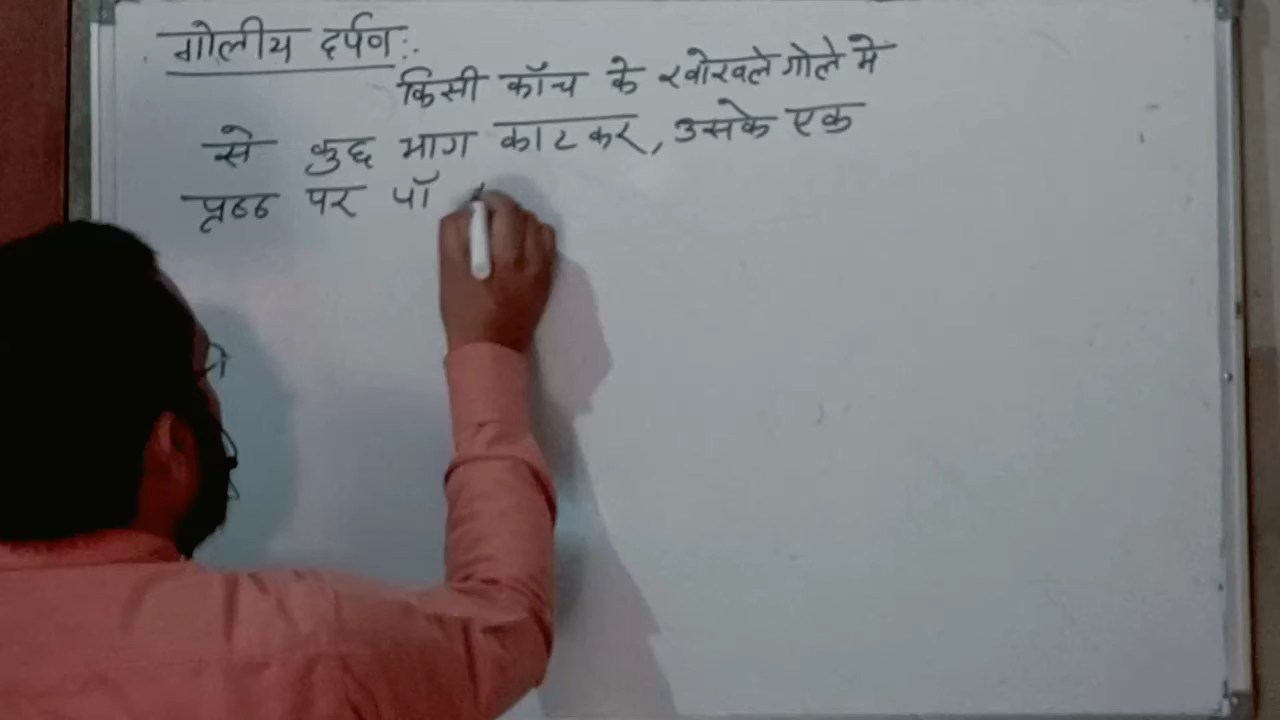 गोलीय दर्पण:-
किसी काँच के खोखले गोले मे
से कुछ भाग काटकर, उसके एक
पृष्ठ पर पॉ